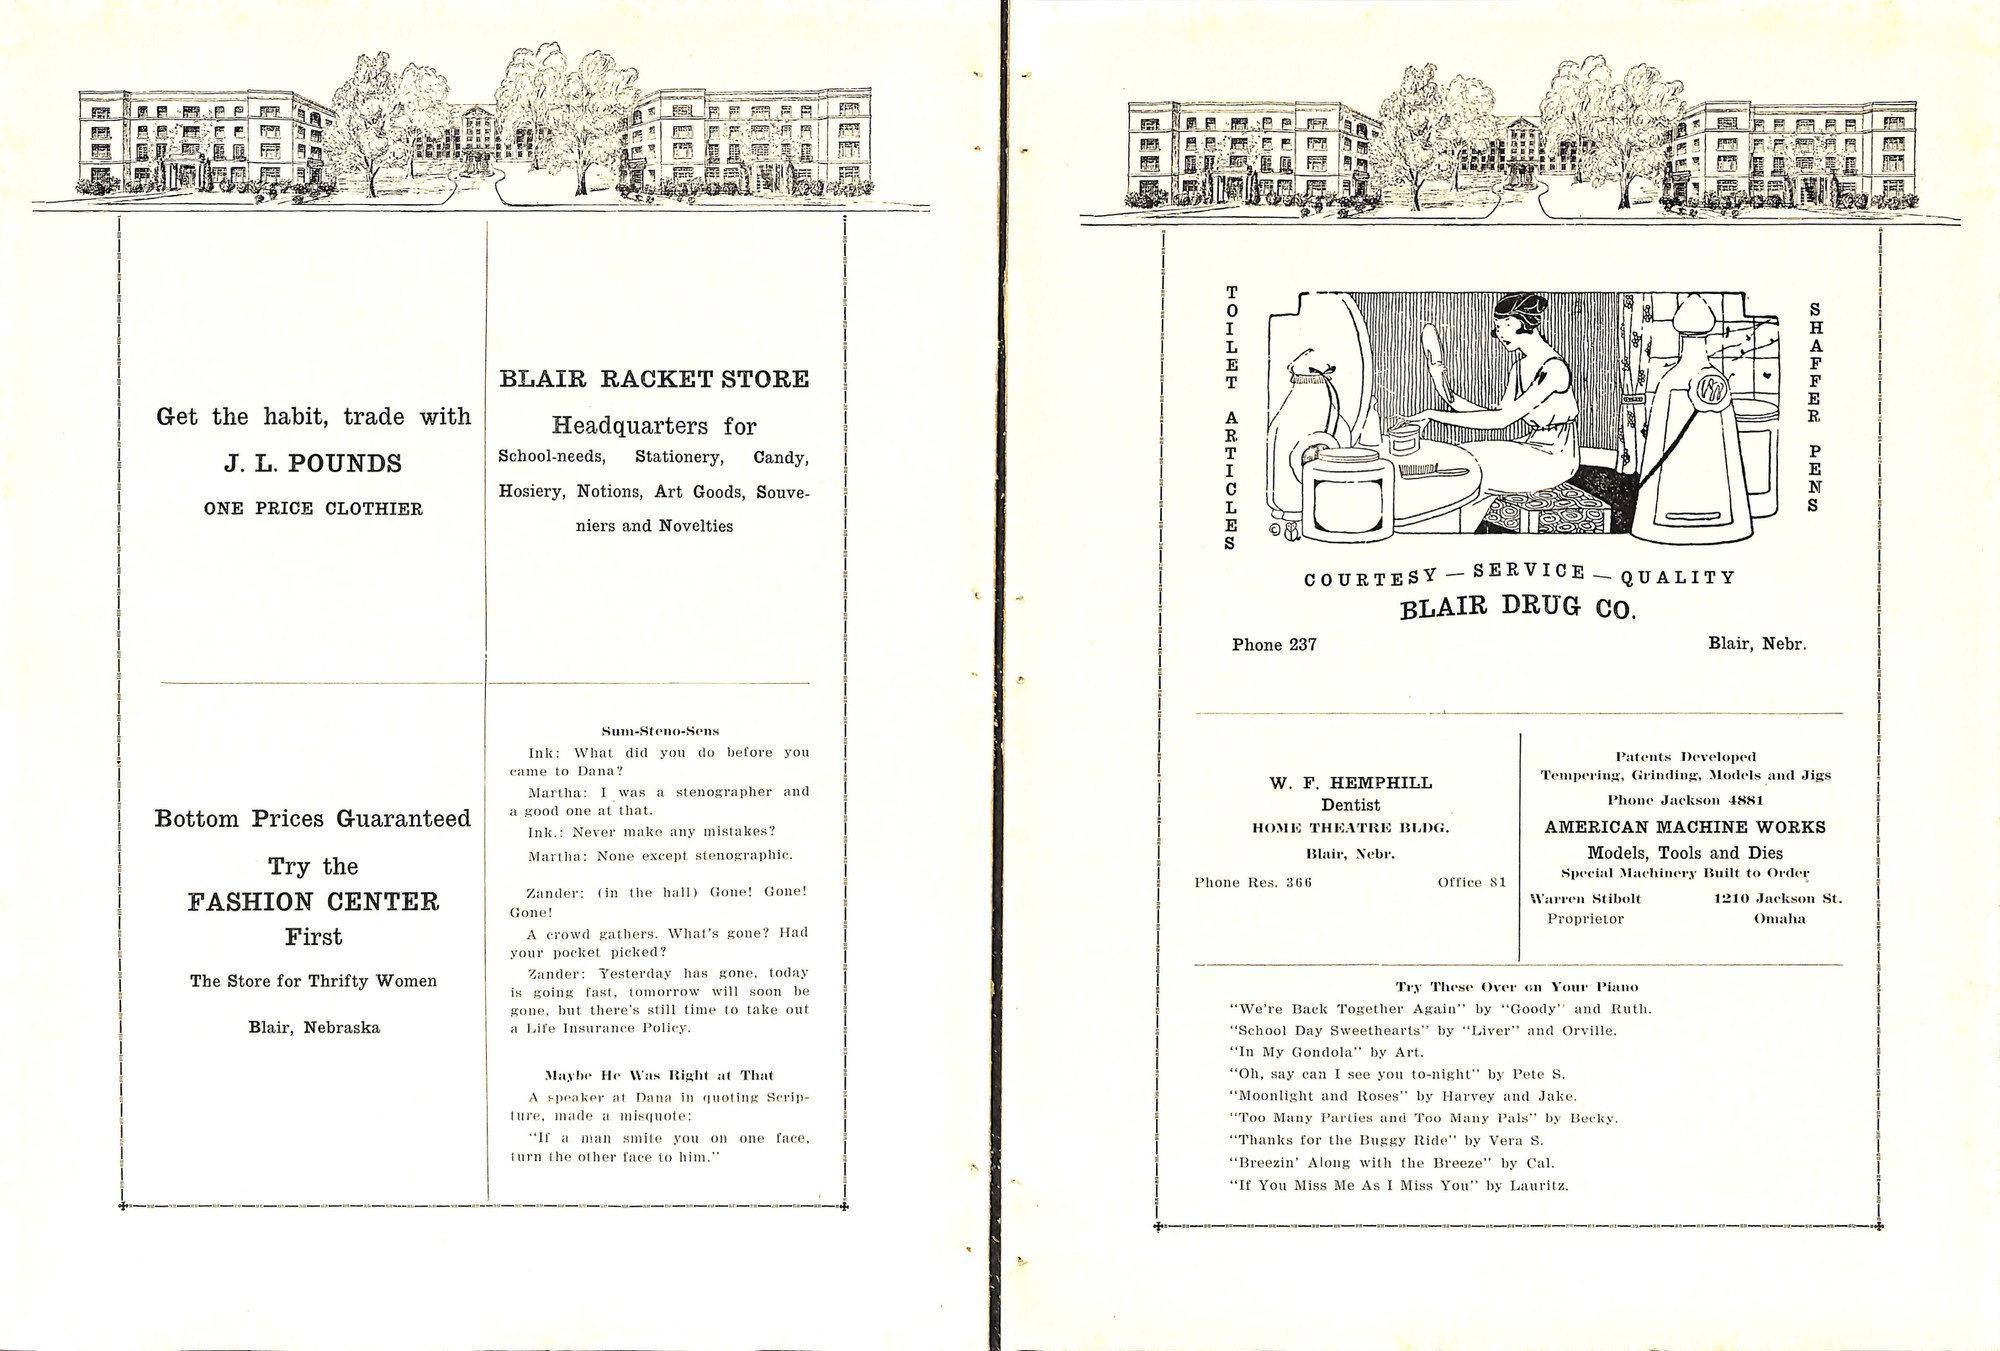 Get the habit, trade with
J. L. POUNDS
ONE PRICE CLOTHIER
BLAIR RACKET STORE
Headquarters for
School-needs, Stationery, Candy,
Hosiery, Notions, Art Goods, Souve-
niers and Novelties
Bottom Prices Guaranteed
Try the
FASHION CENTER
First
The Store for Thrifty Women
Blair, Nebraska
Sum-Steno-Sens
Ink: What did you do before you
came to Dana?
Martha: I was a stenographer and
a good one at that.
Ink.: Never make any mistakes?
Martha: None except stenographic.
Zander: (in the hall) Gone! Gone!
Gone!
A crowd gathers. What's gone? Had
your pocket picked?
Zander: Yesterday has gone, today
is going fast, tomorrow will soon be
gone, but there's still time to take out
a Life Insurance Policy.
Maybe He Was Right at That
A speaker at Dana in quoting Scrip-
ture, made a misquote:
"If a man smite you on one face,
turn the other face to him."
TOILET ARTICLES
SHAFFER PENS
COURTESY — SERVICE — QUALITY
BLAIR DRUG CO.
Phone 237 Blair, Nebr.
W. F. HEMPHILL
Dentist
HOME THEATRE BLDG.
Blair, Nebr.
Phone Res. 366 Office 81
Patents Developed
Tempering, Grinding, Models and Jigs
Phone Jackson 4881
AMERICAN MACHINE WORKS
Models, Tools and Dies
Special Machinery Built to Order
Warren Stibolt 1210 Jackson St.
Proprietor Omaha
Try These Over on Your Piano
"We're Back Together Again" by "Goody" and Ruth.
"School Day Sweethearts" by "Liver" and Orville.
"In My Gondola" by Art.
"Oh, say can I see you to-night" by Pete S.
"Moonlight and Roses" by Harvey and Jake.
"Too Many Parties and Too Many Pals" by Becky.
"Thanks for the Buggy Ride" by Vera S.
"Breezin' Along with the Breeze" by Cal.
"If You Miss Me As I Miss You" by Lauritz.